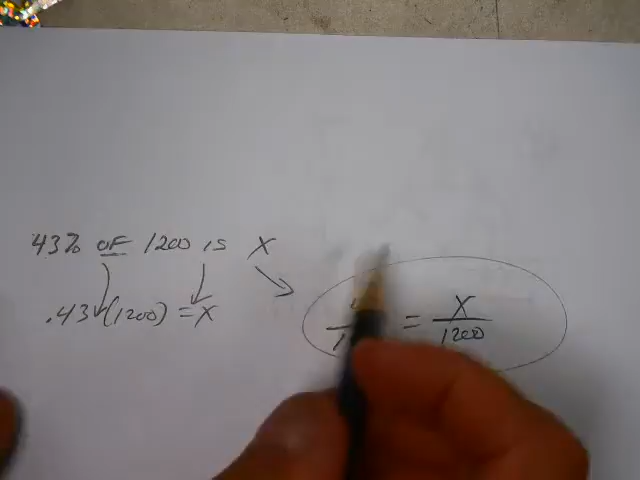 43% OF 1200 is X
.43(1200) = X
= X
1200